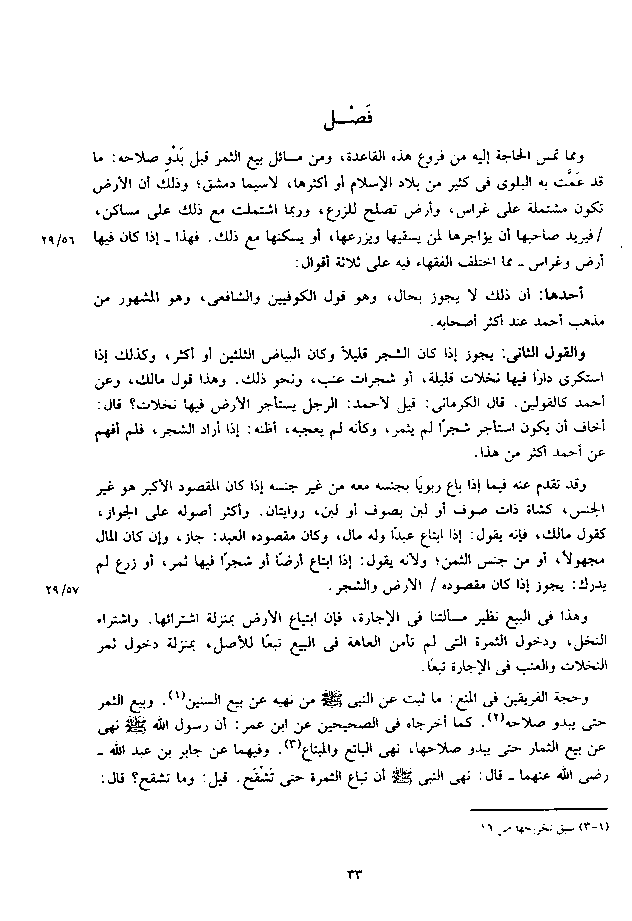 فَصْــل
ومما تمس الحاجة إليه من فروع هذه القاعدة، ومن مسائل بيع الثمر قبل بَدْوِ صلاحه: ما
قد عَمَّت به البلوى فى كثير من بلاد الإسلام أو أكثرها، لاسيما دمشق؛ وذلك أن الأرض
تكون مشتملة على غراس، وأرض تصلح للزرع، وربما اشتملت مع ذلك على مساكن،
/ فيريد صاحبها أن يؤاجرها لمن يسقيها ويزرعها، أو يسكنها مع ذلك. فهذا ـ إذا كان فيها ٢٩/٥٦
أرض وغراس ـ مما اختلف الفقهاء فيه على ثلاثة أقوال:
أحدها: أن ذلك لا يجوز بحال، وهو قول الكوفيين والشافعى، وهو المشهور من
مذهب أحمد عند أكثر أصحابه.
والقول الثانى: يجوز إذا كان الشجر قليلاً وكان البياض الثلثين أو أكثر، وكذلك إذا
استكرى دارًا فيها نخلات قليلة، أو شجرات عنب، ونحو ذلك. وهذا قول مالك، وعن
أحمد كالقولين. قال الكرمانى: قيل لأحمد: الرجل يستأجر الأرض فيها نخلات؟ قال:
أخاف أن يكون استأجر شجرًا لم يثمر، وكأنه لم يعجبه، أظنه: إذا أراد الشجر، فلم أفهم
عن أحمد أكثر من هذا.
وقد تقدم عنه فيما إذا باع ربويًا بجنسه معه من غير جنسه إذا كان المقصود الأكبر هو غير
الجنس، كشاة ذات صوف أو لبن بصوف أو لبن، روايتان. وأكثر أصوله على الجواز،
كقول مالك، فإنه يقول: إذا ابتاع عبدًا وله مال، وكان مقصوده العبد: جاز، وإن كان المال
مجهولاً، أو من جنس الثمن؛ ولأنه يقول: إذا ابتاع أرضًا أو شجرًا فيها ثمر، أو زرع لم
يدرك: يجوز إذا كان مقصوده / الأرض والشجر. ٢٩/٥٧
وهذا فى البيع نظير مسألتنا فى الإجارة، فإن ابتياع الأرض بمنزلة اشترائها. واشتراء
النخل، ودخول الثمرة التى لم تأمن العاهة فى البيع تبعًا للأصل، بمنزلة دخول ثمر
النخلات والعنب فى الإجارة تبعًا.
وحجة الفريقين فى المنع: ما ثبت عن النبى ﷺ من نهيه عن بيع السنين(١). وبيع الثمر
حتى يبدو صلاحه(٢). كما أخرجاه فى الصحيحين عن ابن عمر: أن رسول الله ﷺ نهى
عن بيع الثمار حتى يبدو صلاحها، نهى البائع والمبتاع(٣). وفيهما عن جابر بن عبد الله ـ
رضى الله عنهما ـ قال: نهى النبى ﷺ أن تباع الثمرة حتى تَشْقَح. قيل: وما تشقح؟ قال:
(١-٣) سبق تخريجها ص ١٦
٣٣